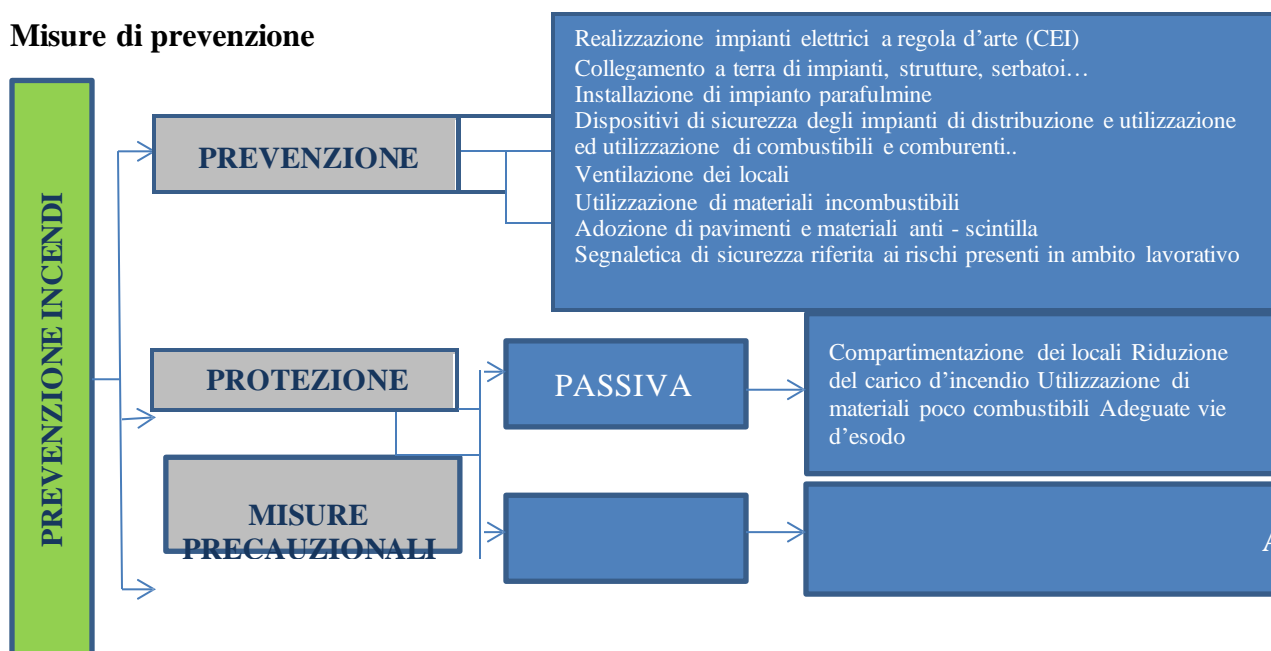 Misure di prevenzione
PREVENZIONE INCENDI
PREVENZIONE
Realizzazione impianti elettrici a regola d'arte (CEI)
Collegamento a terra di impianti, strutture, serbatoi…
Installazione di impianto parafulmine
Dispositivi di sicurezza degli impianti di distribuzione e utilizzazione
ed utilizzazione di combustibili e comburenti..
Ventilazione dei locali
Utilizzazione di materiali incombustibili
Adozione di pavimenti e materiali anti - scintilla
Segnaletica di sicurezza riferita ai rischi presenti in ambito lavorativo
PROTEZIONE
PASSIVA
Compartimentazione dei locali Riduzione
del carico d'incendio Utilizzazione di
materiali poco combustibili Adeguate vie
d'esodo
MISURE
PRECAUZIONALI
A